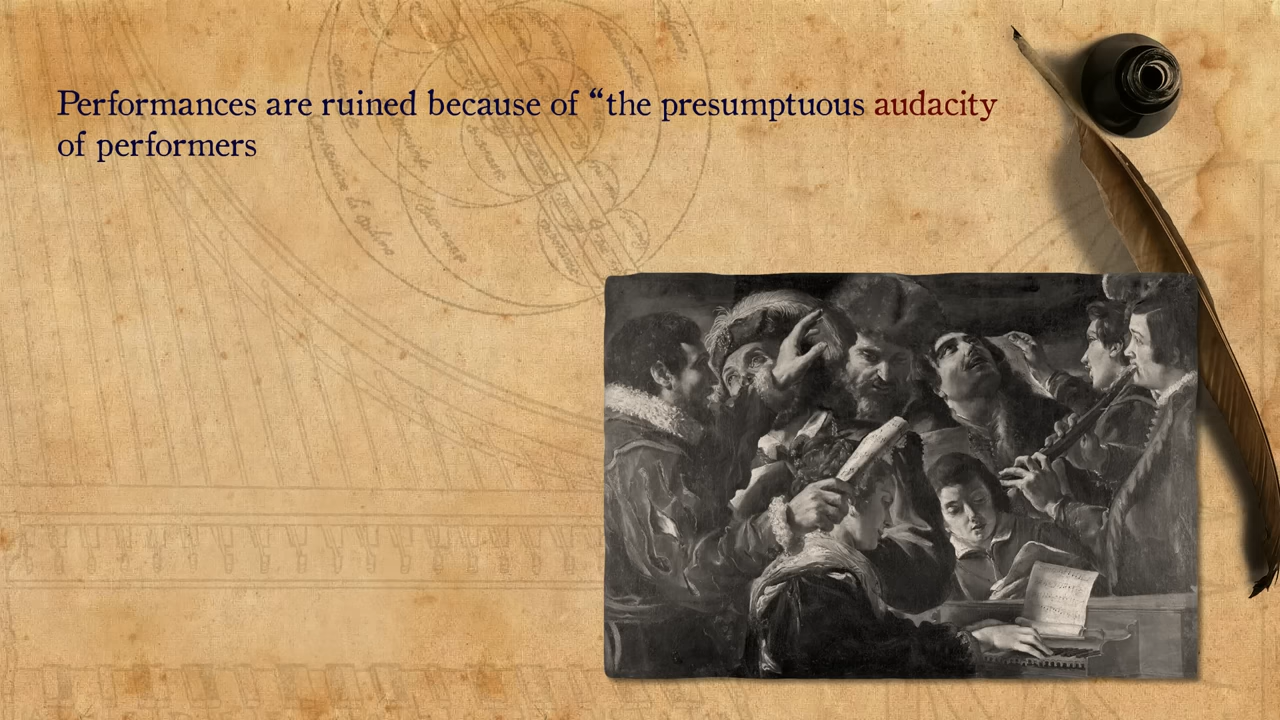 Performances are ruined because of “the presumptuous audacity
of performers